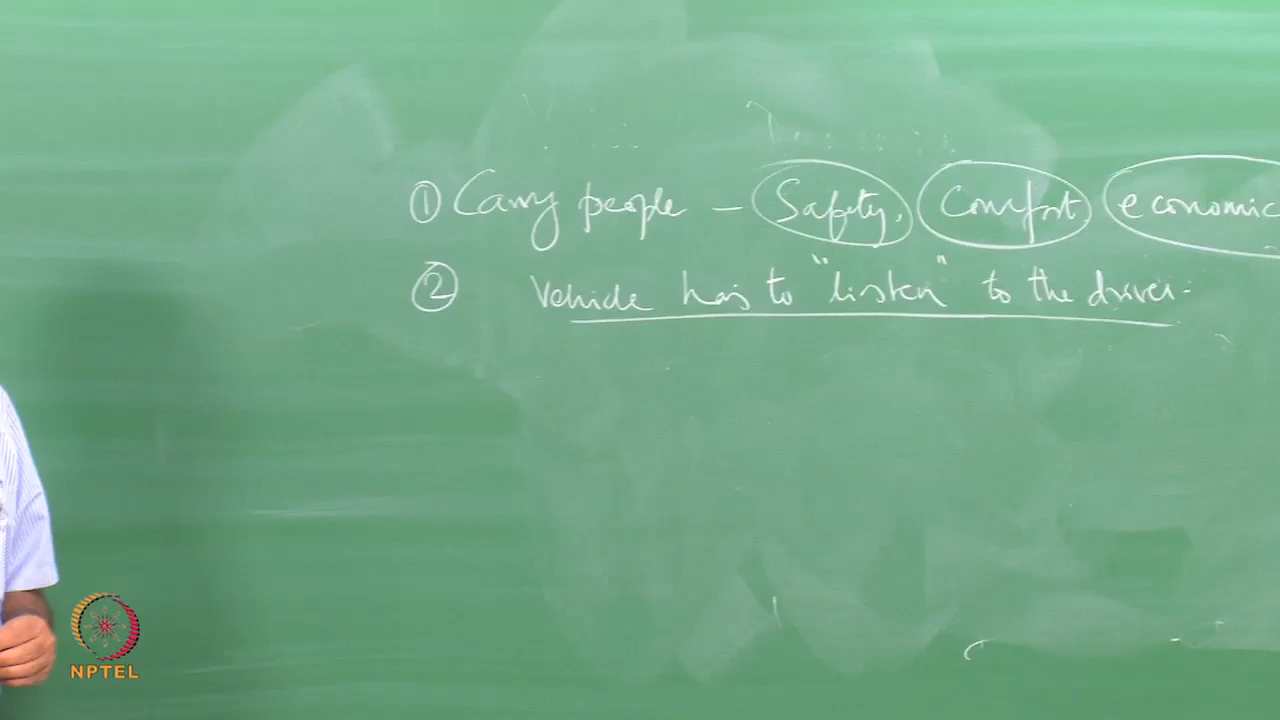 ① Carry people – Safety, Comfort, economic
② Vehicle has to "listen" to the driver.
NPTEL